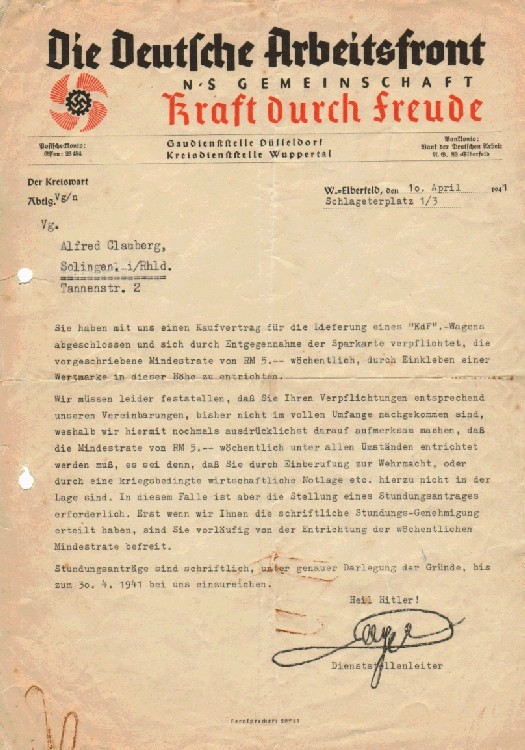 Die Deutsche Arbeitsfront
N·S GEMEINSCHAFT
Kraft durch Freude
Gaudienststelle Düsseldorf
Kreisdienststelle Wuppertal
Postscheckkonto:
Essen:
Bankkonto:
Bank der Deutschen Arbeit
Der Kreiswart
Abtlg. Vg/n
W.-Elberfeld, den 10. April 1941
Schlageterplatz 1/3
Vg.
Alfred Clauberg,
Solingen. i/Rhld.
Tannenstr. 2
Sie haben mit uns einen Kaufvertrag für die Lieferung eines "KdF".-Wagens
abgeschlossen und sich durch Entgegennahme der Sparkarte verpflichtet, die
vorgeschriebene Mindestrate von RM 5.-- wöchentlich, durch Einkleben einer
Wertmarke in dieser Höhe zu entrichten.
Wir müssen leider feststellen, daß Sie Ihren Verpflichtungen entsprechend
unseren Vereinbarungen, bisher nicht im vollen Umfange nachgekommen sind,
weshalb wir hiermit nochmals ausdrücklichst darauf aufmerksam machen, daß
die Mindestrate von RM 5.-- wöchentlich unter allen Umständen entrichtet
werden muß, es sei denn, daß Sie durch Einberufung zur Wehrmacht, oder
durch eine kriegsbedingte wirtschaftliche Notlage etc. hierzu nicht in der
Lage sind. In diesem Falle ist aber die Stellung eines Stundungsantrages
erforderlich. Erst wenn wir Ihnen die schriftliche Stundungs-Genehmigung
erteilt haben, sind Sie vorläufig von der Entrichtung der wöchentlichen
Mindestrate befreit.
Stundungsanträge sind schriftlich, unter genauer Darlegung der Gründe, bis
zum 30. 4. 1941 bei uns einzureichen.
Heil Hitler!
Dienststellenleiter